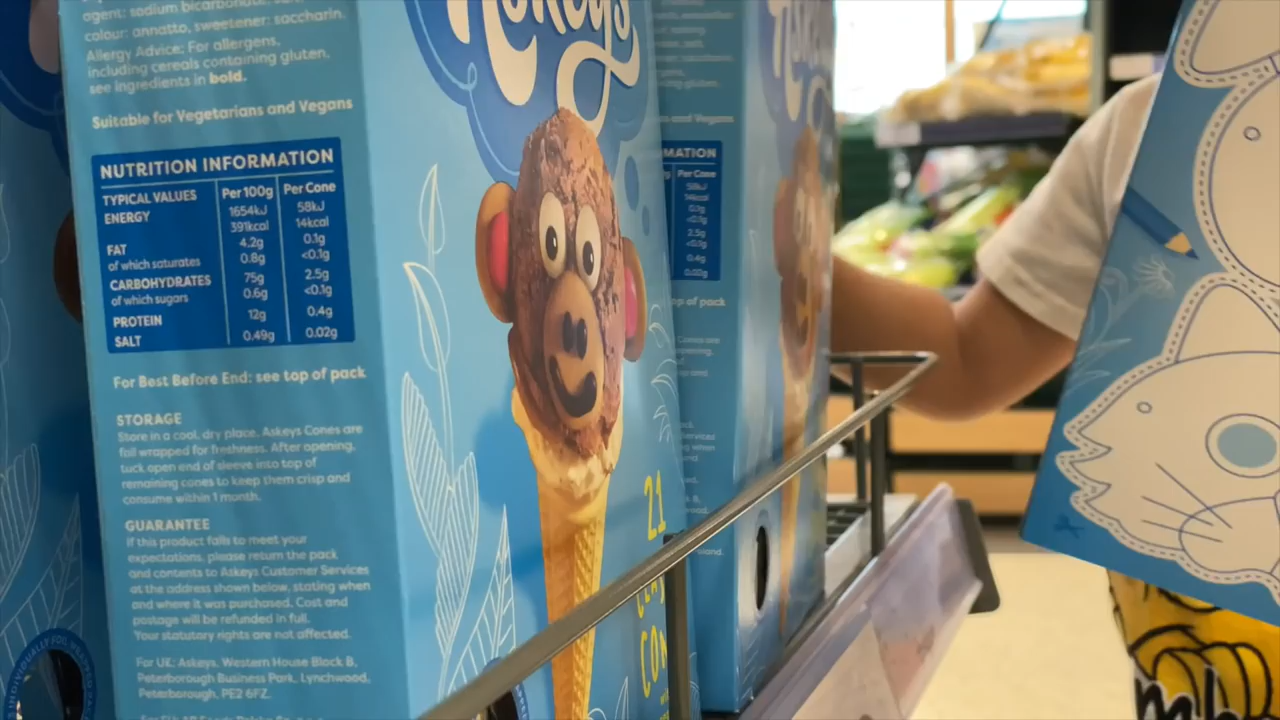 agent: sodium bicarbonate.
colour: annatto, sweetener: saccharin.
Allergy Advice: For allergens,
including cereals containing gluten,
see ingredients in bold.
Suitable for Vegetarians and Vegans
NUTRITION INFORMATION
TYPICAL VALUES Per 100g Per Cone
ENERGY 1654kJ 58kJ
391kcal 14kcal
FAT 4.2g 0.1g
of which saturates 0.8g <0.1g
CARBOHYDRATES 75g 2.5g
of which sugars 0.6g <0.1g
PROTEIN 12g 0.4g
SALT 0.49g 0.02g
For Best Before End: see top of pack
STORAGE
Store in a cool, dry place. Askeys Cones are
foil wrapped for freshness. After opening,
tuck open end of sleeve into top of
remaining cones to keep them crisp and
consume within 1 month.
GUARANTEE
If this product fails to meet your
expectations, please return the pack
and contents to Askeys Customer Services
at the address shown below, stating when
and where it was purchased. Cost and
postage will be refunded in full.
Your statutory rights are not affected.
For UK: Askeys, Western House Block B,
Peterborough Business Park, Lynchwood,
Peterborough, PE2 6FZ.
INDIVIDUALLY FOIL
Askeys
21
MATION
Per Cone
58kJ
14kcal
0.1g
<0.1g
2.5g
<0.1g
0.4g
0.02g
op of pack